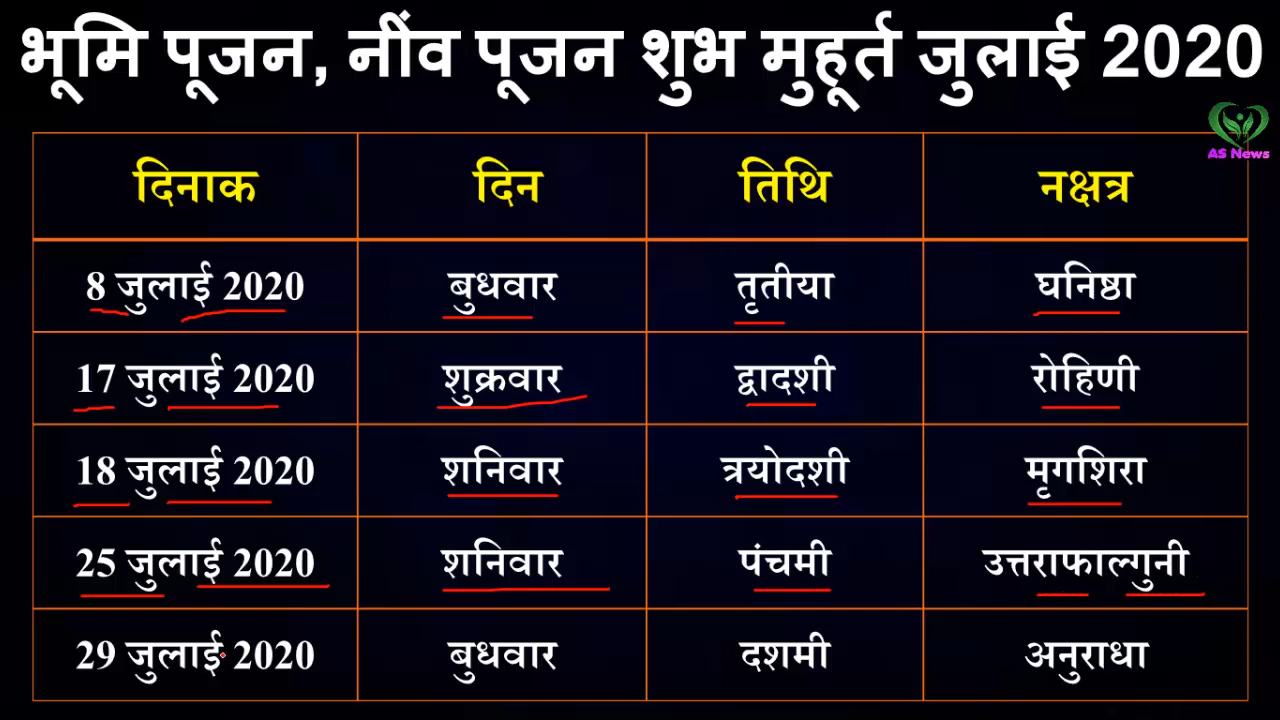 भूमि पूजन, नींव पूजन शुभ मुहूर्त जुलाई 2020
AS News
दिनाक दिन तिथि नक्षत्र
8 जुलाई 2020 बुधवार तृतीया घनिष्ठा
17 जुलाई 2020 शुक्रवार द्वादशी रोहिणी
18 जुलाई 2020 शनिवार त्रयोदशी मृगशिरा
25 जुलाई 2020 शनिवार पंचमी उत्तराफाल्गुनी
29 जुलाई 2020 बुधवार दशमी अनुराधा